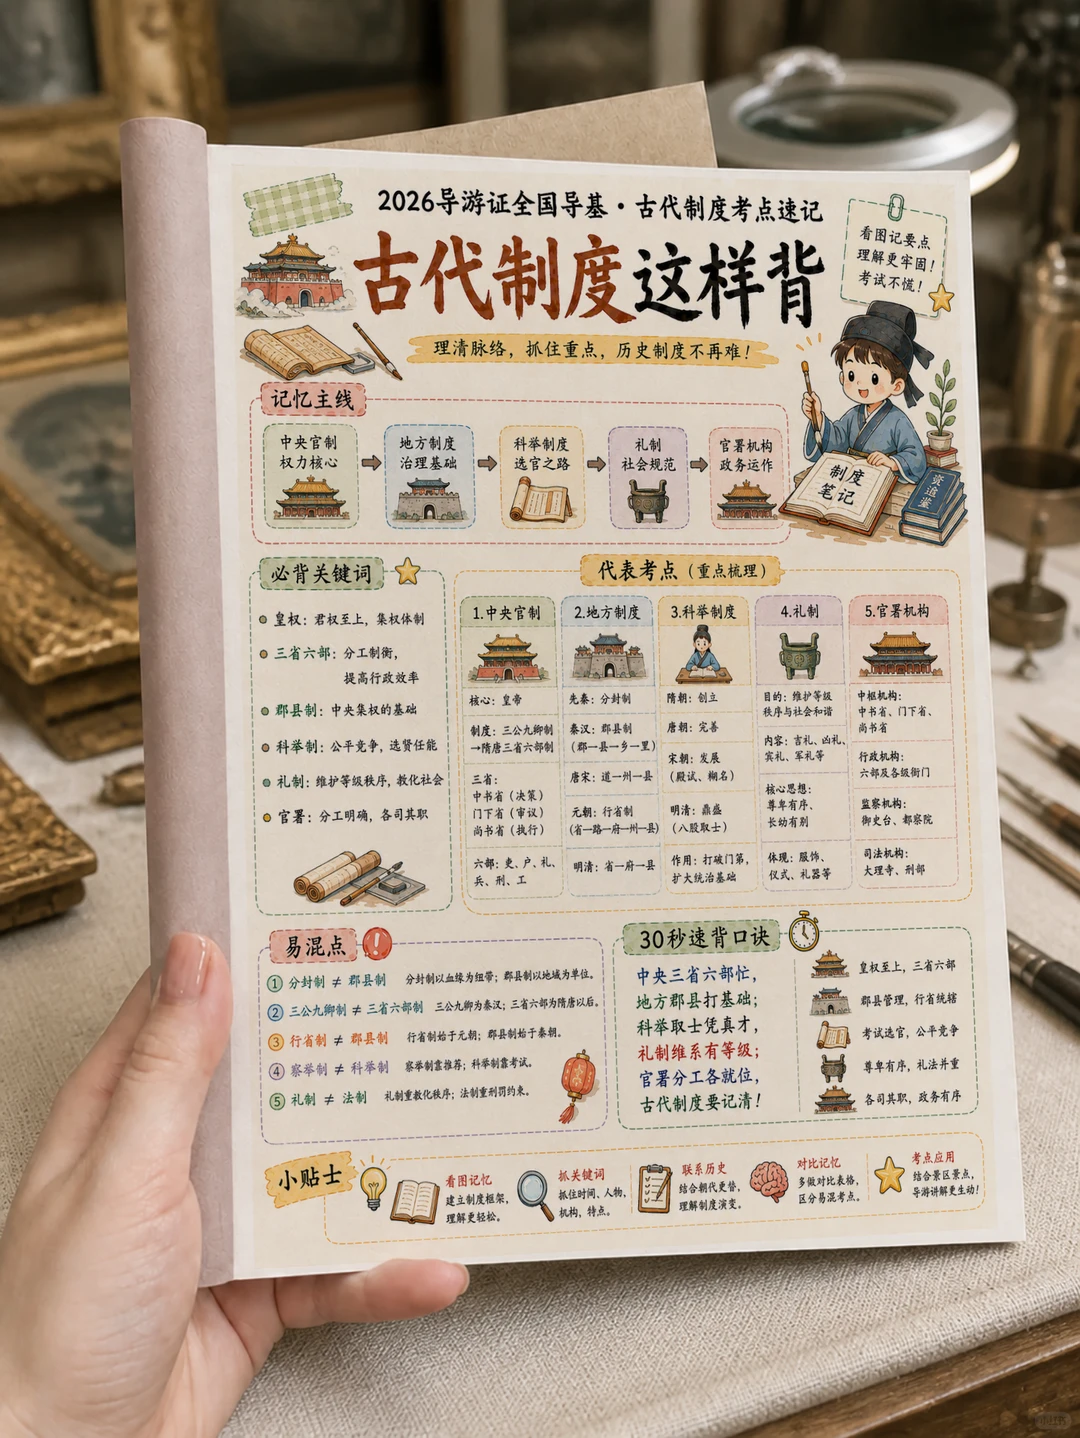 2026导游证全国导基·古代制度考点速记
古代制度这样背
理清脉络，抓住重点，历史制度不再难！
看图记要点
理解更牢固！
考试不慌！
制度
笔记
资治通鉴
记忆主线
中央官制
权力核心
地方制度
治理基础
科举制度
选官之路
礼制
社会规范
官署机构
政务运作
必背关键词
皇权：君权至上，集权体制
三省六部：分工制衡，
提高行政效率
郡县制：中央集权的基础
科举制：公平竞争，选贤任能
礼制：维护等级秩序，教化社会
官署：分工明确，各司其职
代表考点（重点梳理）
1.中央官制
核心：皇帝
制度：三公九卿制
→隋唐三省六部制
三省：
中书省（决策）
门下省（审议）
尚书省（执行）
六部：吏、户、礼、
兵、刑、工
2.地方制度
先秦：分封制
秦汉：郡县制
（郡—县—乡—里）
唐宋：道—州—县
元朝：行省制
（省—路—府—州—县）
明清：省—府—县
3.科举制度
隋朝：创立
唐朝：完善
宋朝：发展
（殿试、糊名）
明清：鼎盛
（八股取士）
作用：打破门第，
扩大统治基础
4.礼制
目的：维护等级
秩序与社会和谐
内容：吉礼、凶礼、
宾礼、军礼等
核心思想：
尊卑有序、
长幼有别
体现：服饰、
仪式、礼器等
5.官署机构
中枢机构：
中书省、门下省、
尚书省
行政机构：
六部及各级衙门
监察机构：
御史台、都察院
司法机构：
大理寺、刑部
易混点
① 分封制 ≠ 郡县制 分封制以血缘为纽带；郡县制以地域为单位。
② 三公九卿制 ≠ 三省六部制 三公九卿为秦汉；三省六部为隋唐以后。
③ 行省制 ≠ 郡县制 行省制始于元朝；郡县制始于秦朝。
④ 察举制 ≠ 科举制 察举制靠推荐；科举制靠考试。
⑤ 礼制 ≠ 法制 礼制重教化秩序；法制重刑罚约束。
30秒速背口诀
中央三省六部忙，
地方郡县打基础；
科举取士凭真才，
礼制维系有等级；
官署分工各就位，
古代制度要记清！
皇权至上，三省六部
郡县管理，行省统辖
考试选官，公平竞争
尊卑有序，礼法并重
各司其职，政务有序
小贴士
看图记忆
建立制度框架，
理解更轻松。
抓关键词
抓住时间、人物、
机构、特点。
联系历史
结合朝代更替，
理解制度演变。
对比记忆
多做对比表格，
区分易混考点。
考点应用
结合景区景点，
导游讲解更生动！